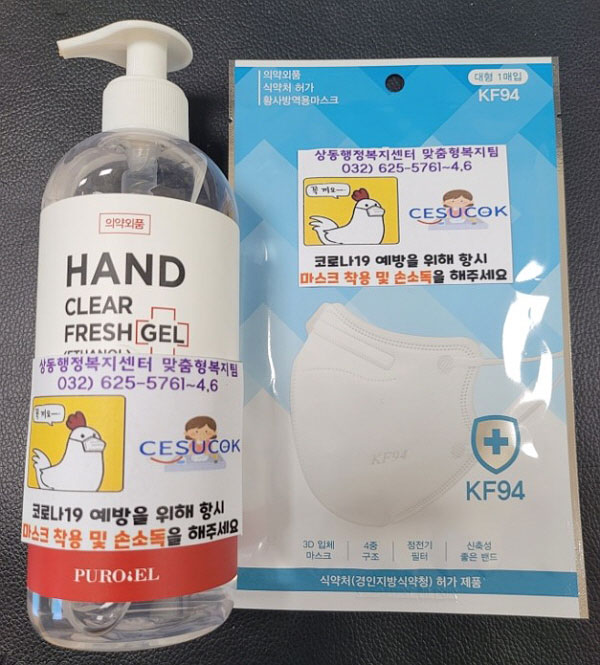 의약외품
HAND
CLEAR
FRESH GEL
(ETHANOL)
상동행정복지센터 맞춤형복지팀
032) 625-5761~4,6
CESUCOK
코로나19 예방을 위해 항시
마스크 착용 및 손소독을 해주세요
PURO:EL
의약외품
식약처 허가
황사방역용마스크
대형 1매입
KF94
상동행정복지센터 맞춤형복지팀
032) 625-5761~4,6
CESUCOK
코로나19 예방을 위해 항시
마스크 착용 및 손소독을 해주세요
KF94
KF94
3D 입체 마스크
4중 구조
정전기 필터
신축성 좋은 밴드
식약처(경인지방식약청) 허가 제품